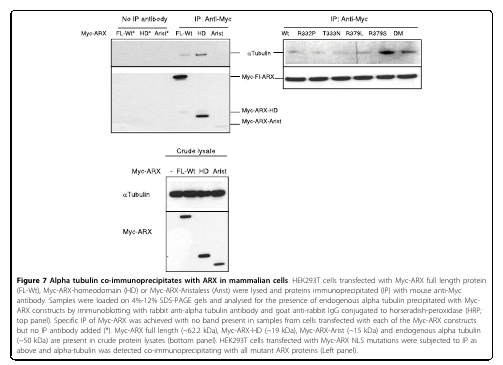 No IP antibody IP: Anti-Myc
Myc-ARX FL-Wt* HD* Arist* FL-Wt HD Arist
αTubulin
Myc-Fl-ARX
Myc-ARX-HD
Myc-ARX-Arist
IP: Anti-Myc
Wt R332P T333N R379L R379S DM
Crude lysate
Myc-ARX - FL-Wt HD Arist
αTubulin
Myc-ARX
Figure 7 Alpha tubulin co-immunoprecipitates with ARX in mammalian cells. HEK293T cells transfected with Myc-ARX full length protein
(FL-Wt), Myc-ARX-homeodomain (HD) or Myc-ARX-Aristaless (Arist) were lysed and proteins immunoprecipitated (IP) with mouse anti-Myc
antibody. Samples were loaded on 4%-12% SDS-PAGE gels and analysed for the presence of endogenous alpha tubulin precipitated with Myc-
ARX constructs by immunoblotting with rabbit anti-alpha tubulin antibody and goat anti-rabbit IgG conjugated to horseradish-peroxidase (HRP;
top panel). Specific IP of Myc-ARX was achieved with no band present in samples from cells transfected with each of the Myc-ARX constructs
but no IP antibody added (*). Myc-ARX full length (~62.2 kDa), Myc-ARX-HD (~19 kDa), Myc-ARX-Arist (~15 kDa) and endogenous alpha tubulin
(~50 kDa) are present in crude protein lysates (bottom panel). HEK293T cells transfected with Myc-ARX NLS mutations were subjected to IP as
above and alpha-tubulin was detected co-immunoprecipitating with all mutant ARX proteins (Left panel).